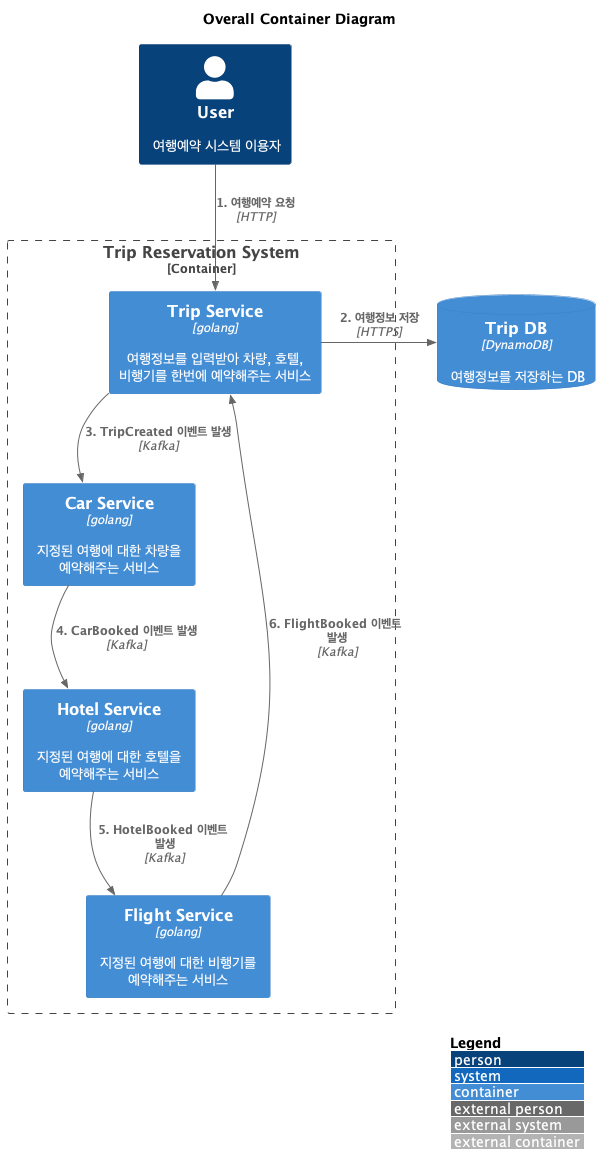 Overall Container Diagram
User
여행예약 시스템 이용자
1. 여행예약 요청
[HTTP]
Trip Reservation System
[Container]
Trip Service
[golang]
여행정보를 입력받아 차량, 호텔,
비행기를 한번에 예약해주는 서비스
2. 여행정보 저장
[HTTPS]
Trip DB
[DynamoDB]
여행정보를 저장하는 DB
3. TripCreated 이벤트 발생
[Kafka]
Car Service
[golang]
지정된 여행에 대한 차량을
예약해주는 서비스
4. CarBooked 이벤트 발생
[Kafka]
6. FlightBooked 이벤트
발생
[Kafka]
Hotel Service
[golang]
지정된 여행에 대한 호텔을
예약해주는 서비스
5. HotelBooked 이벤트
발생
[Kafka]
Flight Service
[golang]
지정된 여행에 대한 비행기를
예약해주는 서비스
Legend
person
system
container
external person
external system
external container